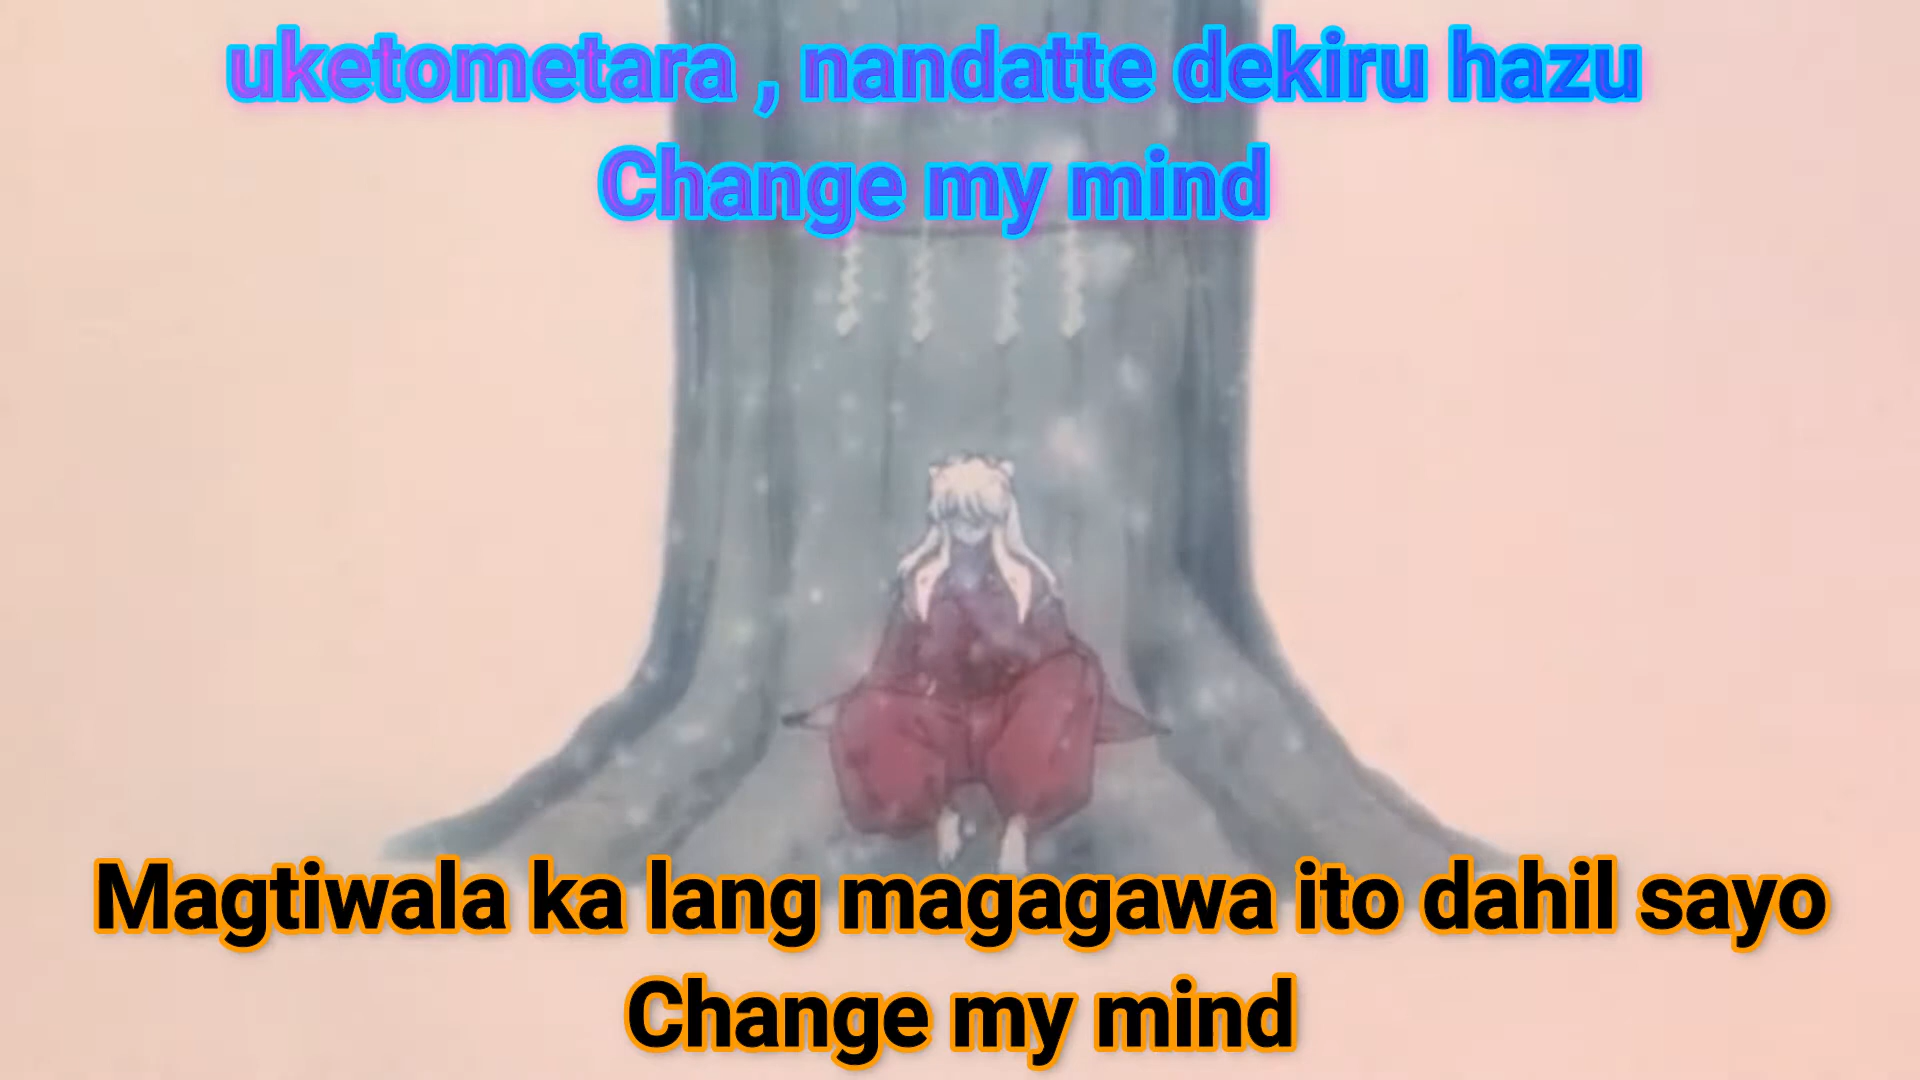 uketometara , nandatte dekiru hazu
Change my mind
Magtiwala ka lang magagawa ito dahil sayo
Change my mind